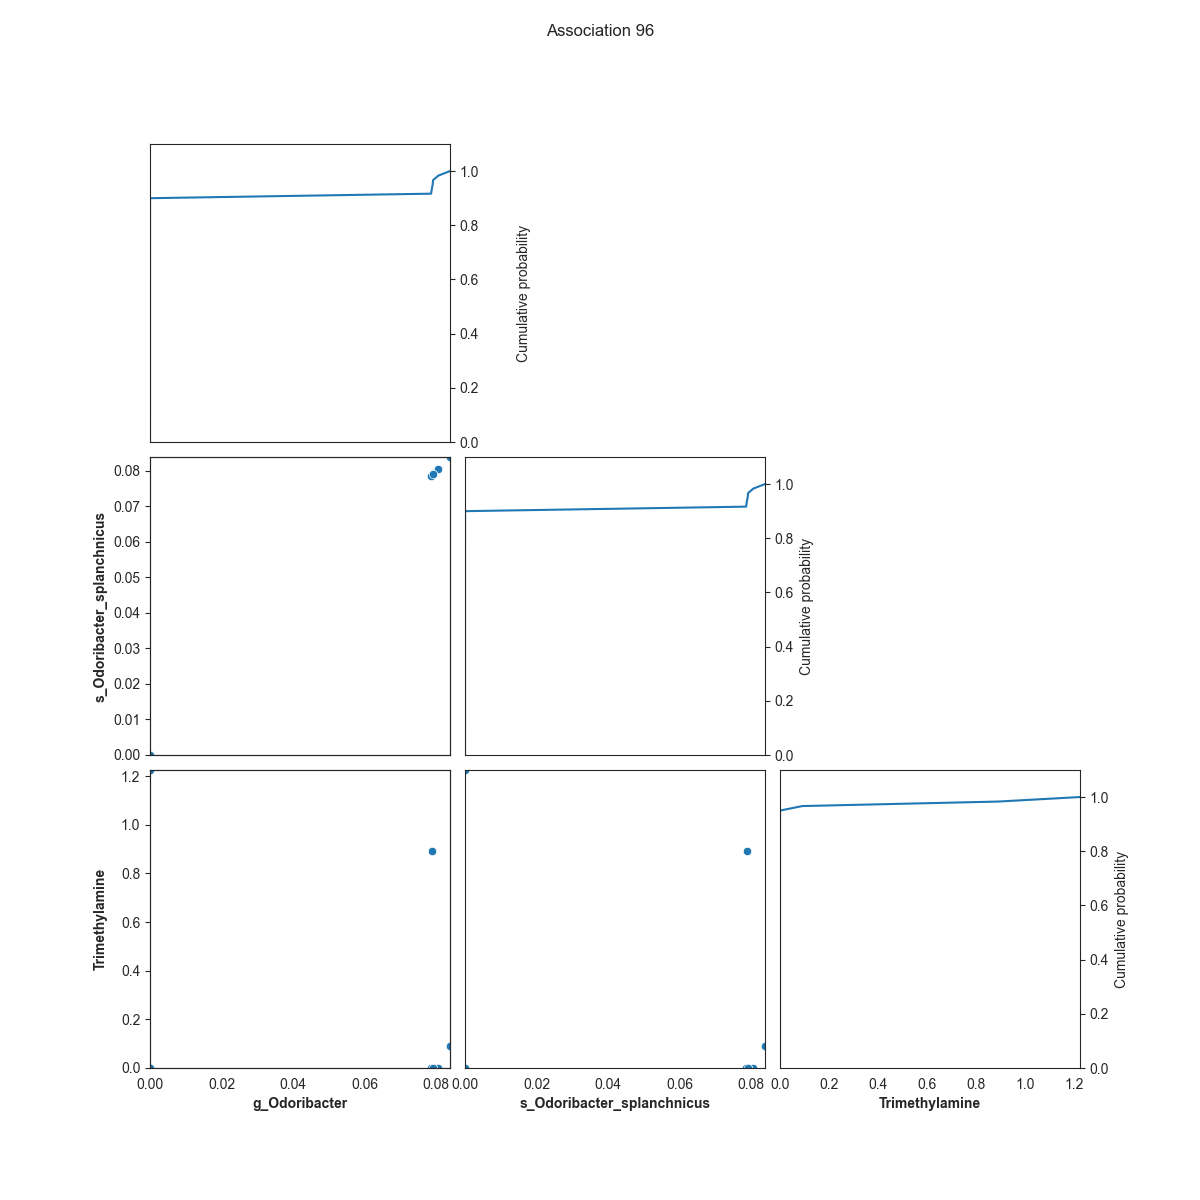 Association 96
1.0
0.8
0.6
0.4
0.2
0.0
Cumulative probability
0.08
0.07
0.06
0.05
0.04
0.03
0.02
0.01
0.00
s_Odoribacter_splanchnicus
1.0
0.8
0.6
0.4
0.2
0.0
Cumulative probability
1.2
1.0
0.8
0.6
0.4
0.2
0.0
Trimethylamine
1.0
0.8
0.6
0.4
0.2
0.0
Cumulative probability
0.00 0.02 0.04 0.06 0.08
0.00 0.02 0.04 0.06 0.08
0.0 0.2 0.4 0.6 0.8 1.0 1.2
g_Odoribacter
s_Odoribacter_splanchnicus
Trimethylamine